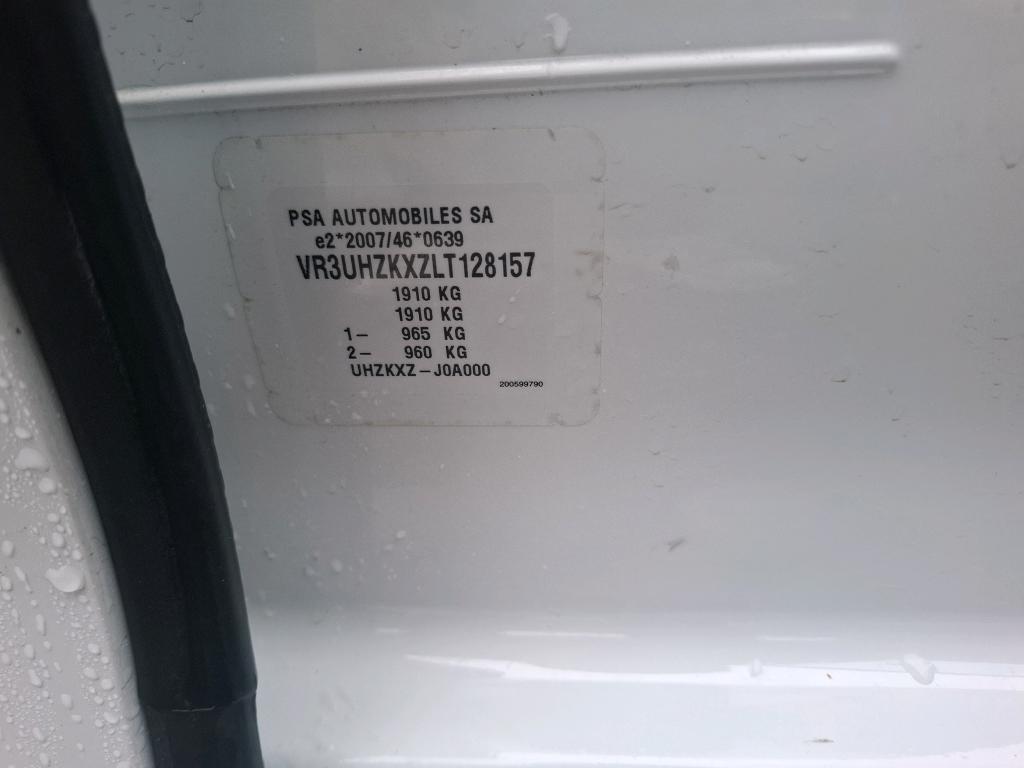 PSA AUTOMOBILES SA
e2*2007/46*0639
VR3UHZKXZLT128157
1910 KG
1910 KG
1– 965 KG
2– 960 KG
UHZKXZ–J0A000
200599790